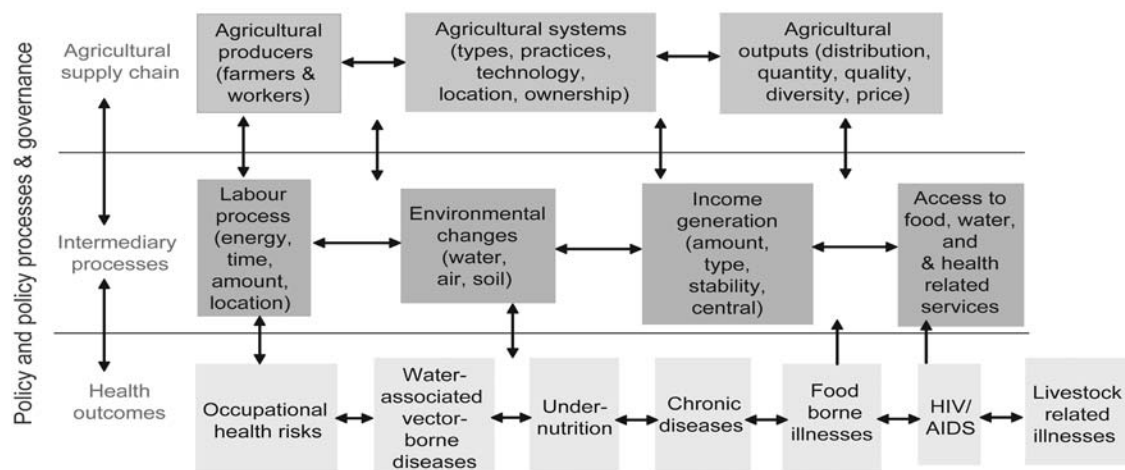 Policy and policy processes & governance
Agricultural
supply chain
Agricultural
producers
(farmers &
workers)
Agricultural systems
(types, practices,
technology,
location, ownership)
Agricultural
outputs (distribution,
quantity, quality,
diversity, price)
Intermediary
processes
Labour
process
(energy,
time,
amount,
location)
Environmental
changes
(water,
air, soil)
Income
generation
(amount,
type,
stability,
central)
Access to
food, water,
and
& health
related
services
Health
outcomes
Occupational
health risks
Water-
associated
vector-
borne
diseases
Under-
nutrition
Chronic
diseases
Food
borne
illnesses
HIV/
AIDS
Livestock
related
illnesses